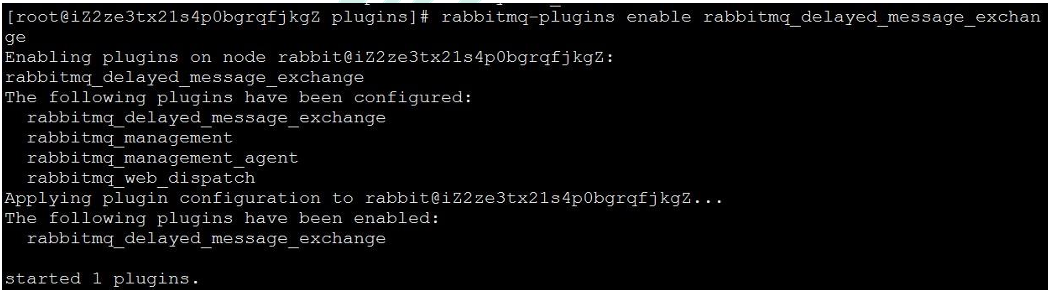 [root@iZ2ze3tx21s4p0bgrqfjkgZ plugins]# rabbitmq-plugins enable rabbitmq_delayed_message_exchan
ge
Enabling plugins on node rabbit@iZ2ze3tx21s4p0bgrqfjkgZ:
rabbitmq_delayed_message_exchange
The following plugins have been configured:
  rabbitmq_delayed_message_exchange
  rabbitmq_management
  rabbitmq_management_agent
  rabbitmq_web_dispatch
Applying plugin configuration to rabbit@iZ2ze3tx21s4p0bgrqfjkgZ...
The following plugins have been enabled:
  rabbitmq_delayed_message_exchange
started 1 plugins.